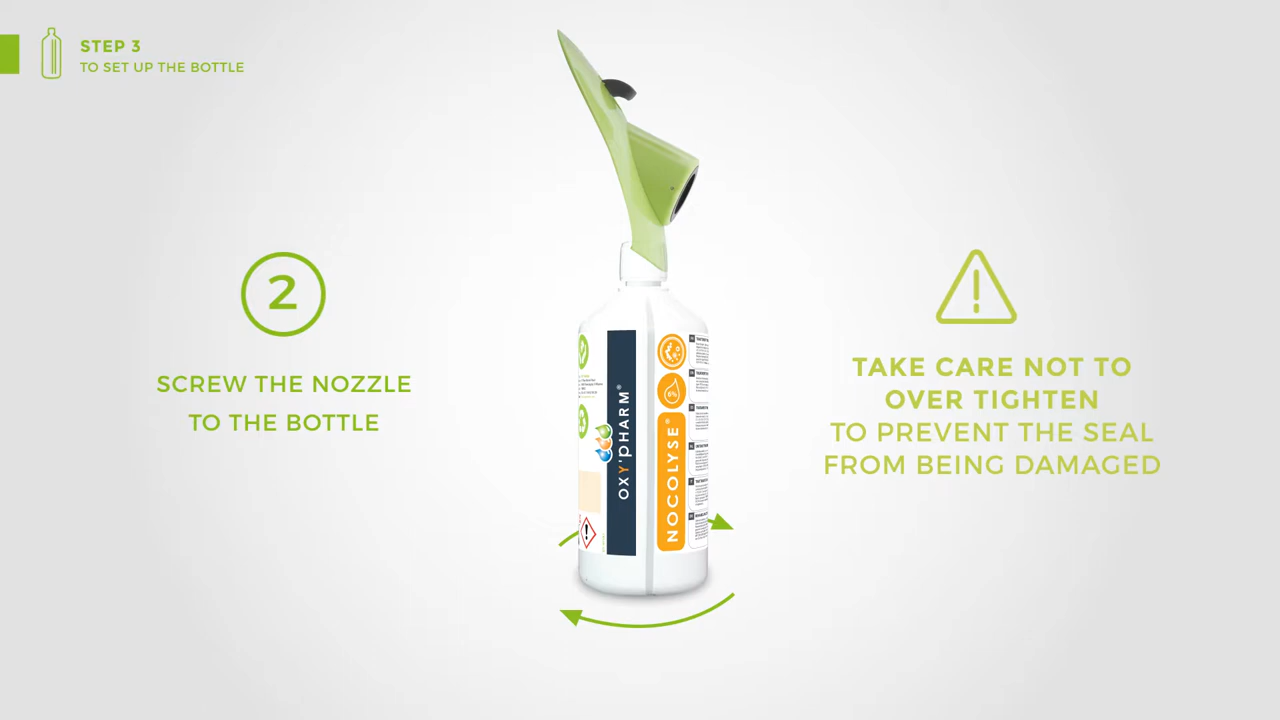 STEP 3
TO SET UP THE BOTTLE
2
SCREW THE NOZZLE
TO THE BOTTLE
OXY'PHARM®
6%
NOCOLYSE®
TAKE CARE NOT TO
OVER TIGHTEN
TO PREVENT THE SEAL
FROM BEING DAMAGED